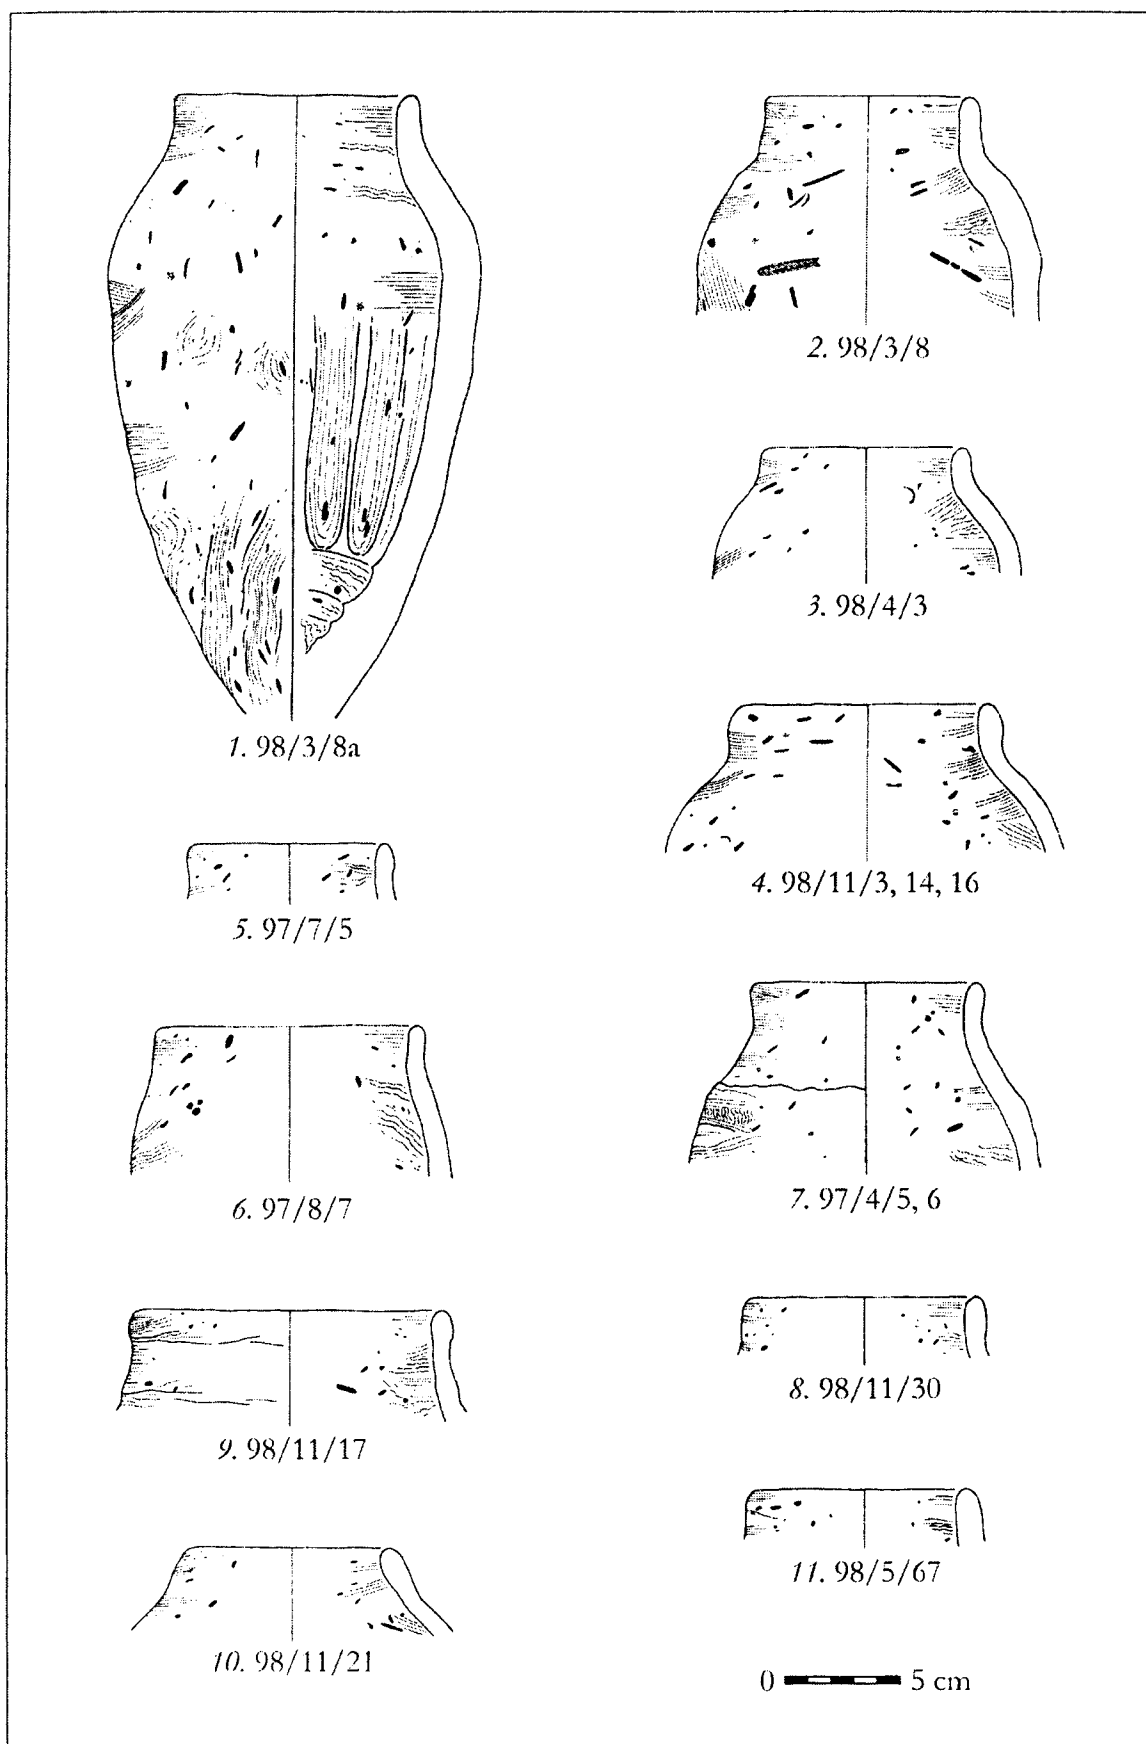 1. 98/3/8a
2. 98/3/8
3. 98/4/3
4. 98/11/3, 14, 16
5. 97/7/5
6. 97/8/7
7. 97/4/5, 6
8. 98/11/30
9. 98/11/17
10. 98/11/21
11. 98/5/67
0 5 cm